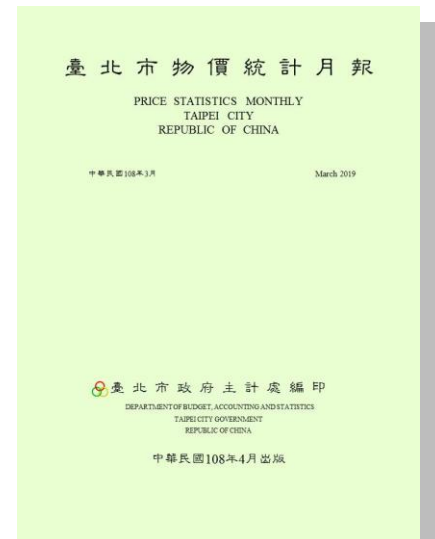 臺北市物價統計月報
PRICE STATISTICS MONTHLY
TAIPEI CITY
REPUBLIC OF CHINA
中華民國108年3月 March 2019
臺北市政府主計處編印
DEPARTMENT OF BUDGET, ACCOUNTING AND STATISTICS
TAIPEI CITY GOVERNMENT
REPUBLIC OF CHINA
中華民國108年4月出版